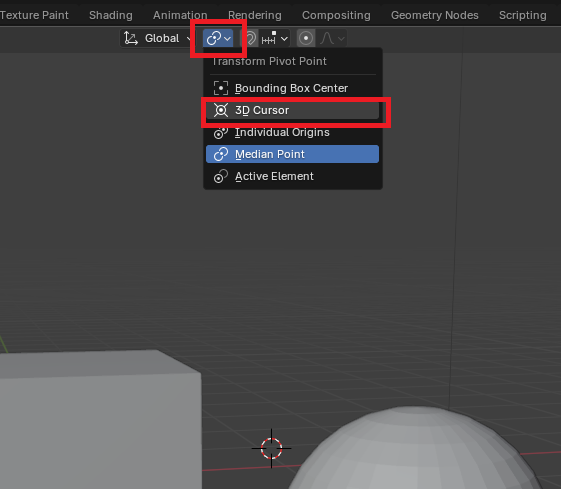 Texture Paint Shading Animation Rendering Compositing Geometry Nodes Scripting
Global
Transform Pivot Point
Bounding Box Center
3D Cursor
Individual Origins
Median Point
Active Element